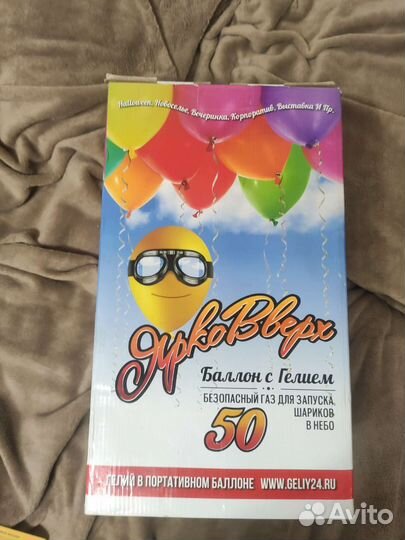 Halloween, Новоселье, Вечеринка, Корпоратив, Выставка И Пр.
ЯркоВверх
Баллон с Гелием
БЕЗОПАСНЫЙ ГАЗ ДЛЯ ЗАПУСКА
ШАРИКОВ
В НЕБО
50
ГЕЛИЙ В ПОРТАТИВНОМ БАЛЛОНЕ WWW.GELIY24.RU
Avito